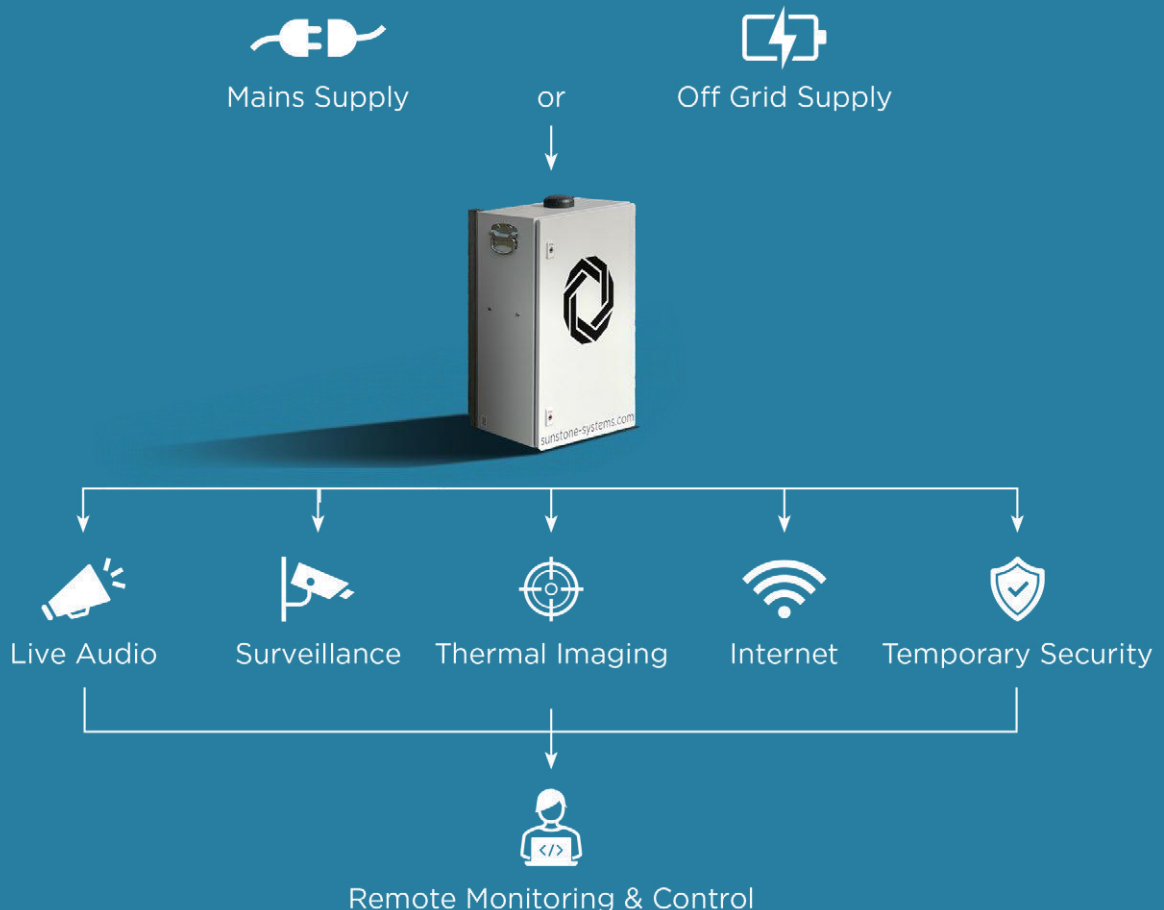 Mains Supply
or
Off Grid Supply
sunstone-systems.com
Live Audio
Surveillance
Thermal Imaging
Internet
Temporary Security
</>
Remote Monitoring & Control